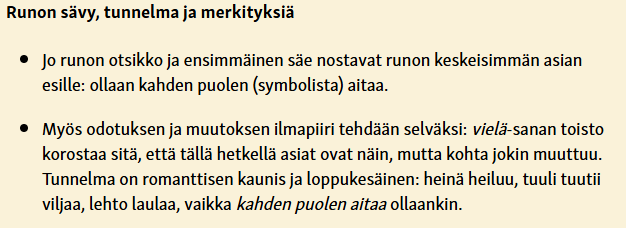 Runon sävy, tunnelma ja merkityksiä
• Jo runon otsikko ja ensimmäinen säe nostavat runon keskeisimmän asian
esille: ollaan kahden puolen (symbolista) aitaa.
• Myös odotuksen ja muutoksen ilmapiiri tehdään selväksi: vielä-sanan toisto
korostaa sitä, että tällä hetkellä asiat ovat näin, mutta kohta jokin muuttuu.
Tunnelma on romanttisen kaunis ja loppukesäinen: heinä heiluu, tuuli tuutii
viljaa, lehto laulaa, vaikka kahden puolen aitaa ollaankin.